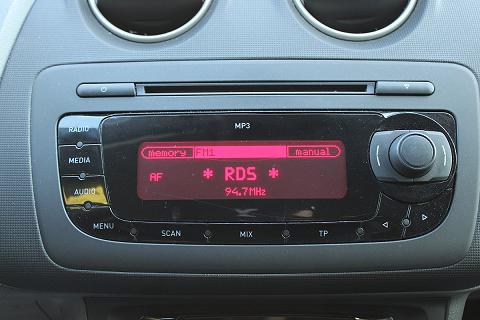 MP3
RADIO
MEDIA
AUDIO
memory FM1 manual
AF * RDS *
94.7MHz
MENU SCAN MIX TP